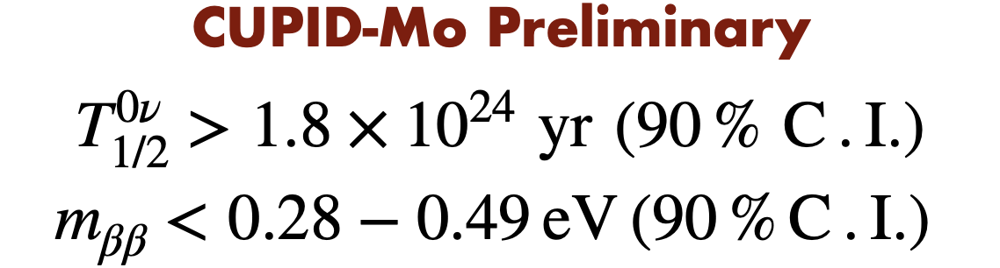 CUPID-Mo Preliminary
T^{0ν}_{1/2} > 1.8 × 10^{24} yr (90 % C . I.)
m_{ββ} < 0.28 − 0.49 eV (90 % C . I.)